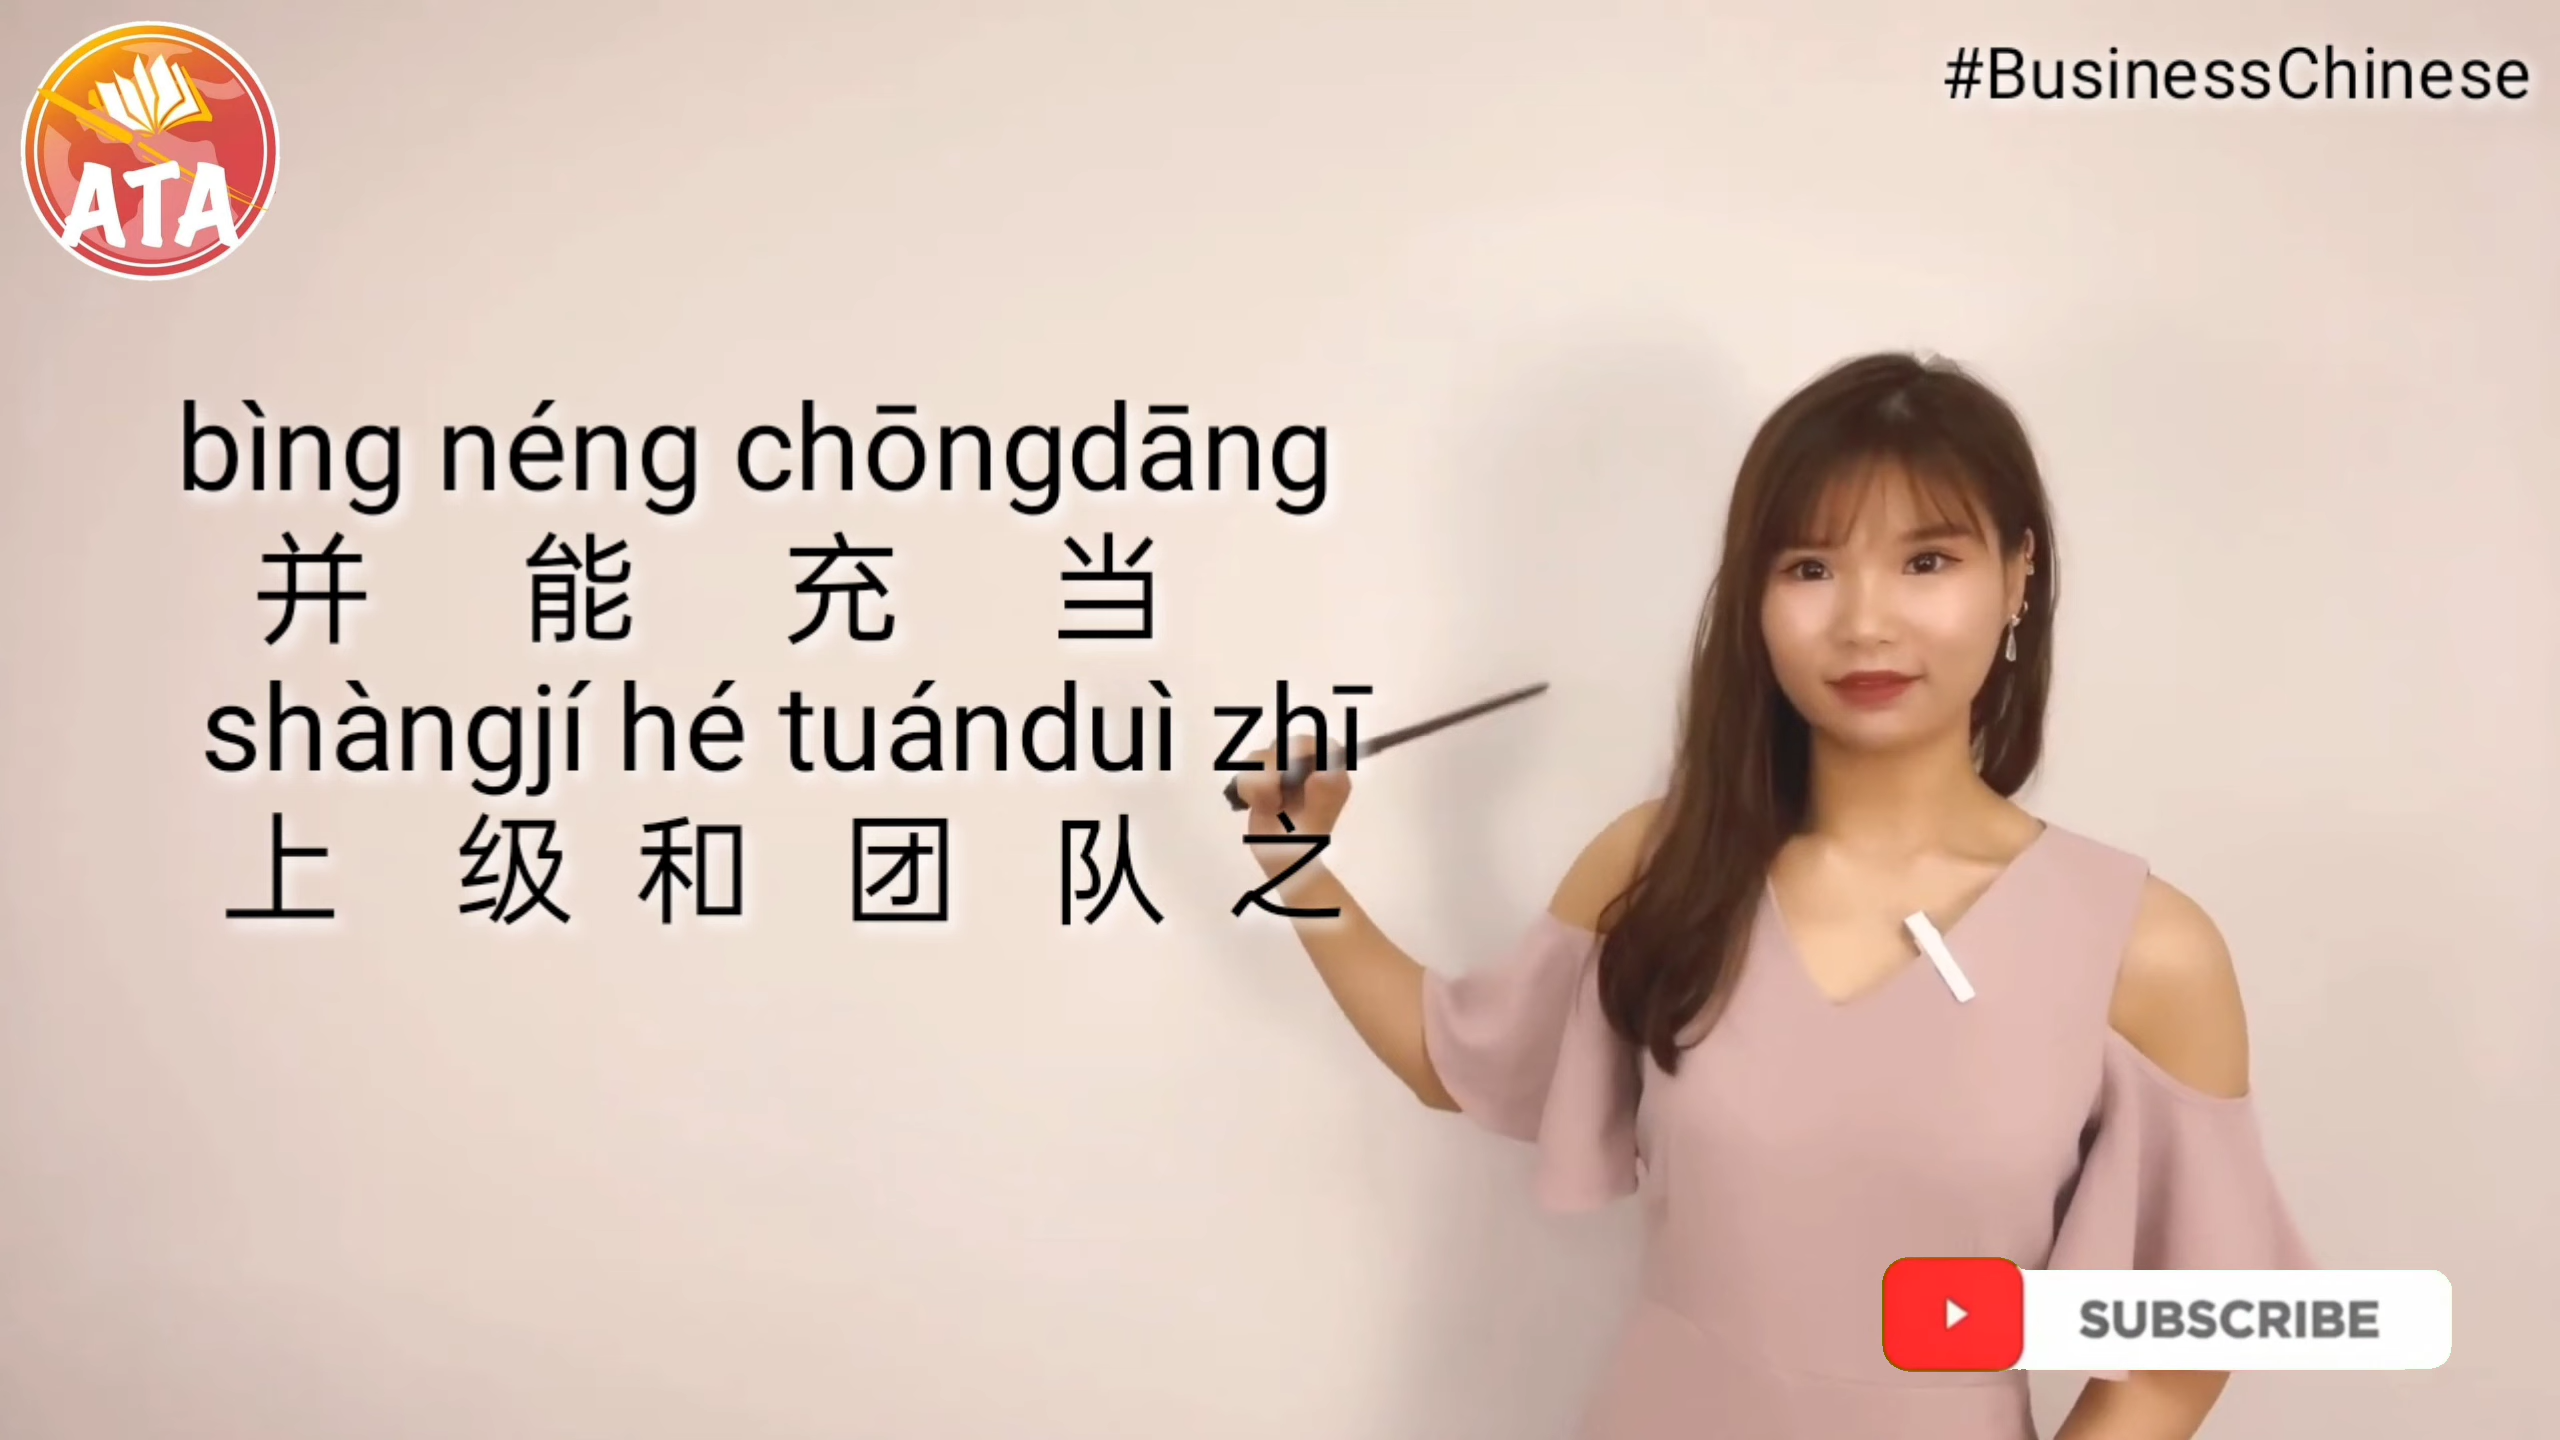 ATA
#BusinessChinese
bìng néng chōngdāng
并 能 充 当
shàngjí hé tuánduì zhī
上 级 和 团 队 之
SUBSCRIBE